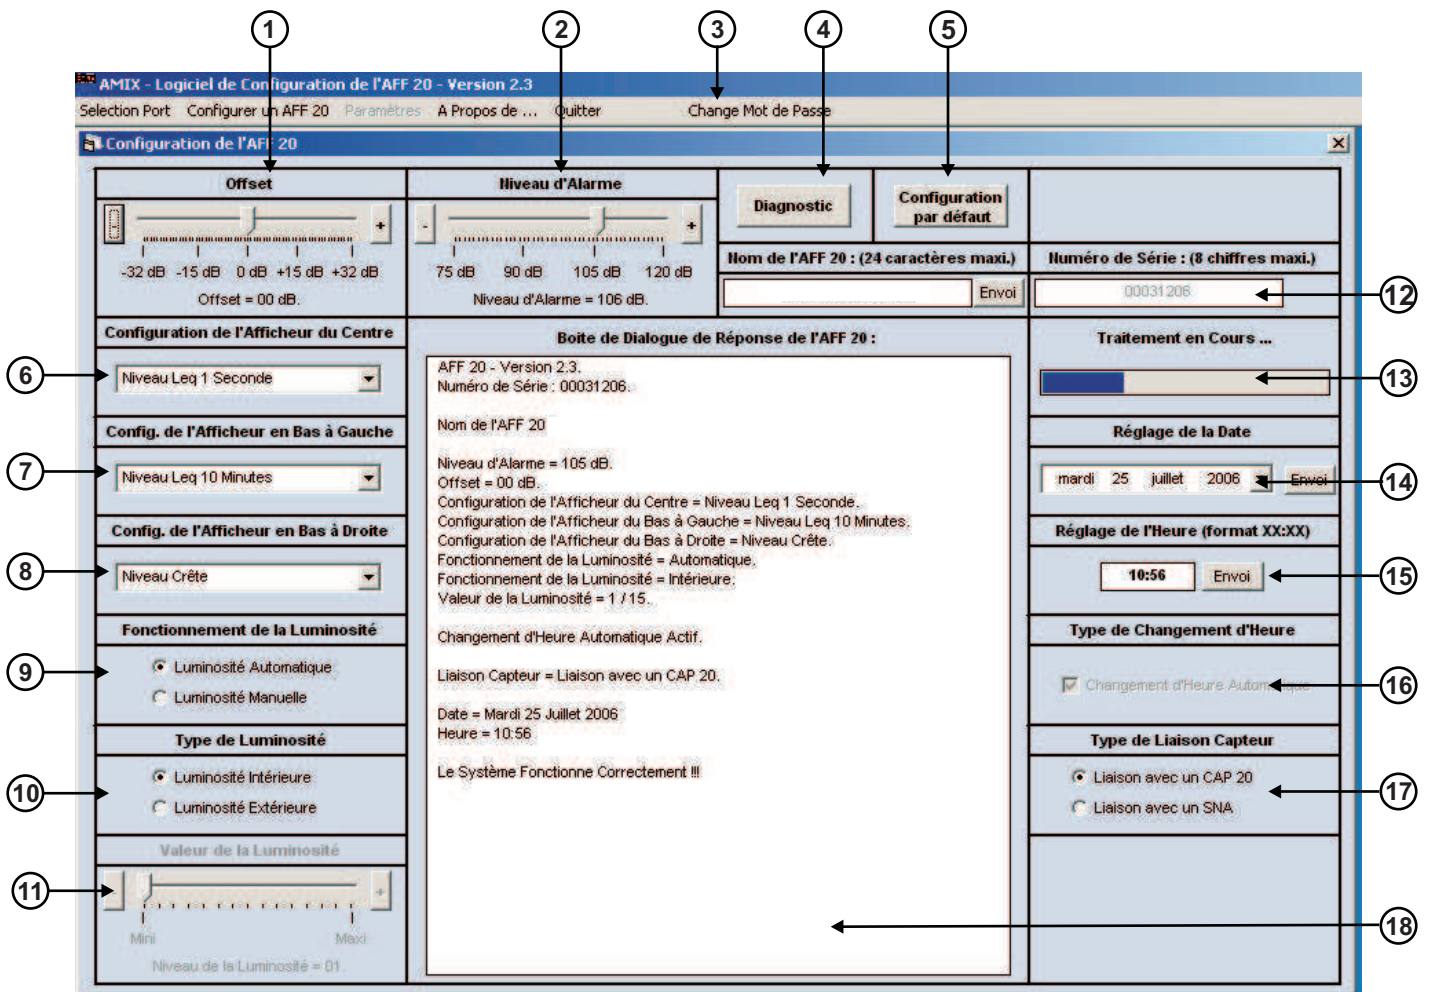 1 2 3 4 5
AMIX - Logiciel de Configuration de l'AFF 20 - Version 2.3
Selection Port Configurer un AFF 20 Paramètres A Propos de ... Quitter Change Mot de Passe
Configuration de l'AFF 20
Offset
- +
-32 dB -15 dB 0 dB +15 dB +32 dB
Offset = 00 dB.
Niveau d'Alarme
- +
75 dB 90 dB 105 dB 120 dB
Niveau d'Alarme = 106 dB.
Diagnostic
Configuration
par défaut
Nom de l'AFF 20 : (24 caractères maxi.)
Envoi
Numéro de Série : (8 chiffres maxi.)
00031206
12
Configuration de l'Afficheur du Centre
6
Niveau Leq 1 Seconde
Config. de l'Afficheur en Bas à Gauche
7
Niveau Leq 10 Minutes
Config. de l'Afficheur en Bas à Droite
8
Niveau Crête
Fonctionnement de la Luminosité
9
Luminosité Automatique
Luminosité Manuelle
Type de Luminosité
10
Luminosité Intérieure
Luminosité Extérieure
Valeur de la Luminosité
11
- +
Mini Maxi
Niveau de la Luminosité = 01.
Boite de Dialogue de Réponse de l'AFF 20 :
AFF 20 - Version 2.3.
Numéro de Série : 00031206.
Nom de l'AFF 20
Niveau d'Alarme = 105 dB.
Offset = 00 dB.
Configuration de l'Afficheur du Centre = Niveau Leq 1 Seconde.
Configuration de l'Afficheur du Bas à Gauche = Niveau Leq 10 Minutes.
Configuration de l'Afficheur du Bas à Droite = Niveau Crête.
Fonctionnement de la Luminosité = Automatique.
Fonctionnement de la Luminosité = Intérieure.
Valeur de la Luminosité = 1 / 15.
Changement d'Heure Automatique Actif.
Liaison Capteur = Liaison avec un CAP 20.
Date = Mardi 25 Juillet 2006
Heure = 10:56
Le Système Fonctionne Correctement !!!
18
Traitement en Cours ...
13
Réglage de la Date
mardi 25 juillet 2006 Envoi
14
Réglage de l'Heure (format XX:XX)
10:56 Envoi
15
Type de Changement d'Heure
Changement d'Heure Automatique
16
Type de Liaison Capteur
Liaison avec un CAP 20
Liaison avec un SNA
17